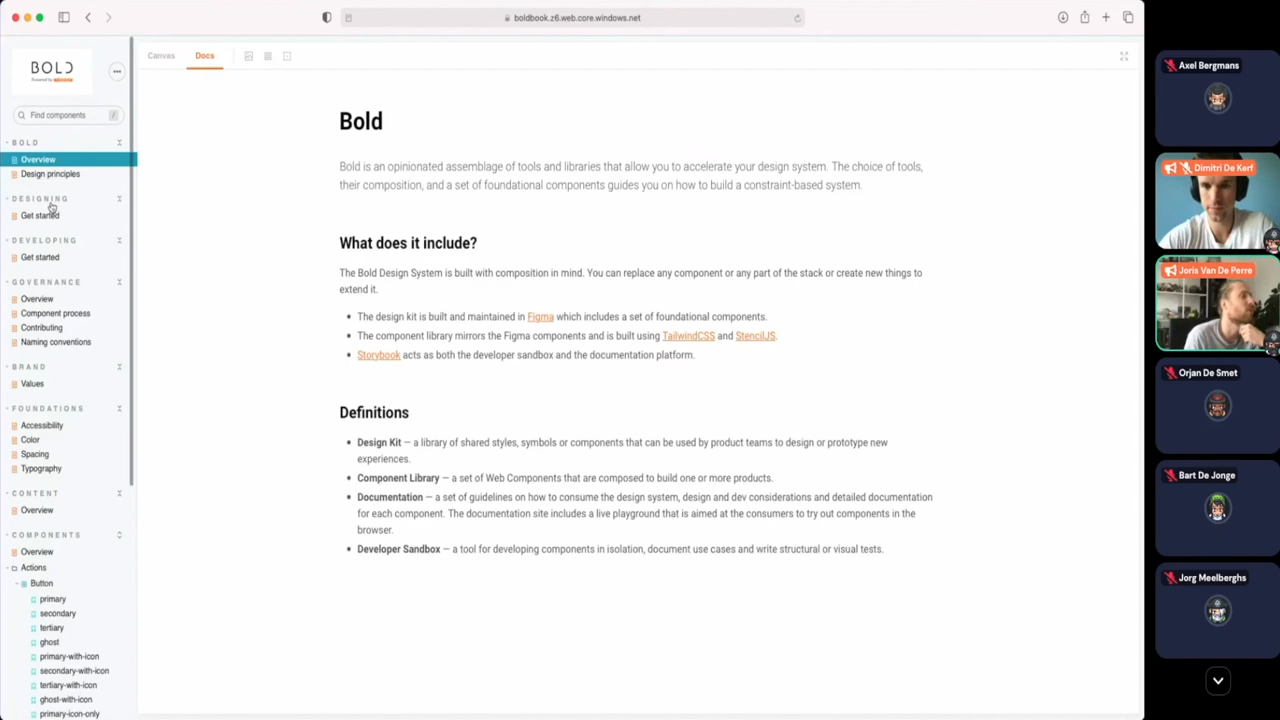 boldbook.z6.web.core.windows.net
BOLD
Powered by
Find components
/
Canvas
Docs
BOLD
Overview
Design principles
DESIGNING
Get started
DEVELOPING
Get started
GOVERNANCE
Overview
Component process
Contributing
Naming conventions
BRAND
Values
FOUNDATIONS
Accessibility
Color
Spacing
Typography
CONTENT
Overview
COMPONENTS
Overview
Actions
Button
primary
secondary
tertiary
ghost
primary-with-icon
secondary-with-icon
tertiary-with-icon
ghost-with-icon
primary-icon-only
Bold
Bold is an opinionated assemblage of tools and libraries that allow you to accelerate your design system. The choice of tools,
their composition, and a set of foundational components guides you on how to build a constraint-based system.
What does it include?
The Bold Design System is built with composition in mind. You can replace any component or any part of the stack or create new things to
extend it.
• The design kit is built and maintained in Figma which includes a set of foundational components.
• The component library mirrors the Figma components and is built using TailwindCSS and StencilJS.
• Storybook acts as both the developer sandbox and the documentation platform.
Definitions
• Design Kit — a library of shared styles, symbols or components that can be used by product teams to design or prototype new
experiences.
• Component Library — a set of Web Components that are composed to build one or more products.
• Documentation — a set of guidelines on how to consume the design system, design and dev considerations and detailed documentation
for each component. The documentation site includes a live playground that is aimed at the consumers to try out components in the
browser.
• Developer Sandbox — a tool for developing components in isolation, document use cases and write structural or visual tests.
Axel Bergmans
Dimitri De Kerf
Joris Van De Perre
Orjan De Smet
Bart De Jonge
Jorg Meelberghs